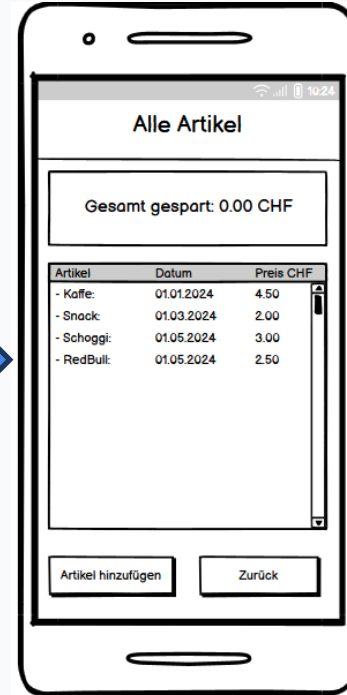 10:24
Alle Artikel
Gesamt gespart: 0.00 CHF
Artikel Datum Preis CHF
- Kaffe: 01.01.2024 4.50
- Snack: 01.03.2024 2.00
- Schoggi: 01.05.2024 3.00
- RedBull: 01.05.2024 2.50
Artikel hinzufügen Zurück